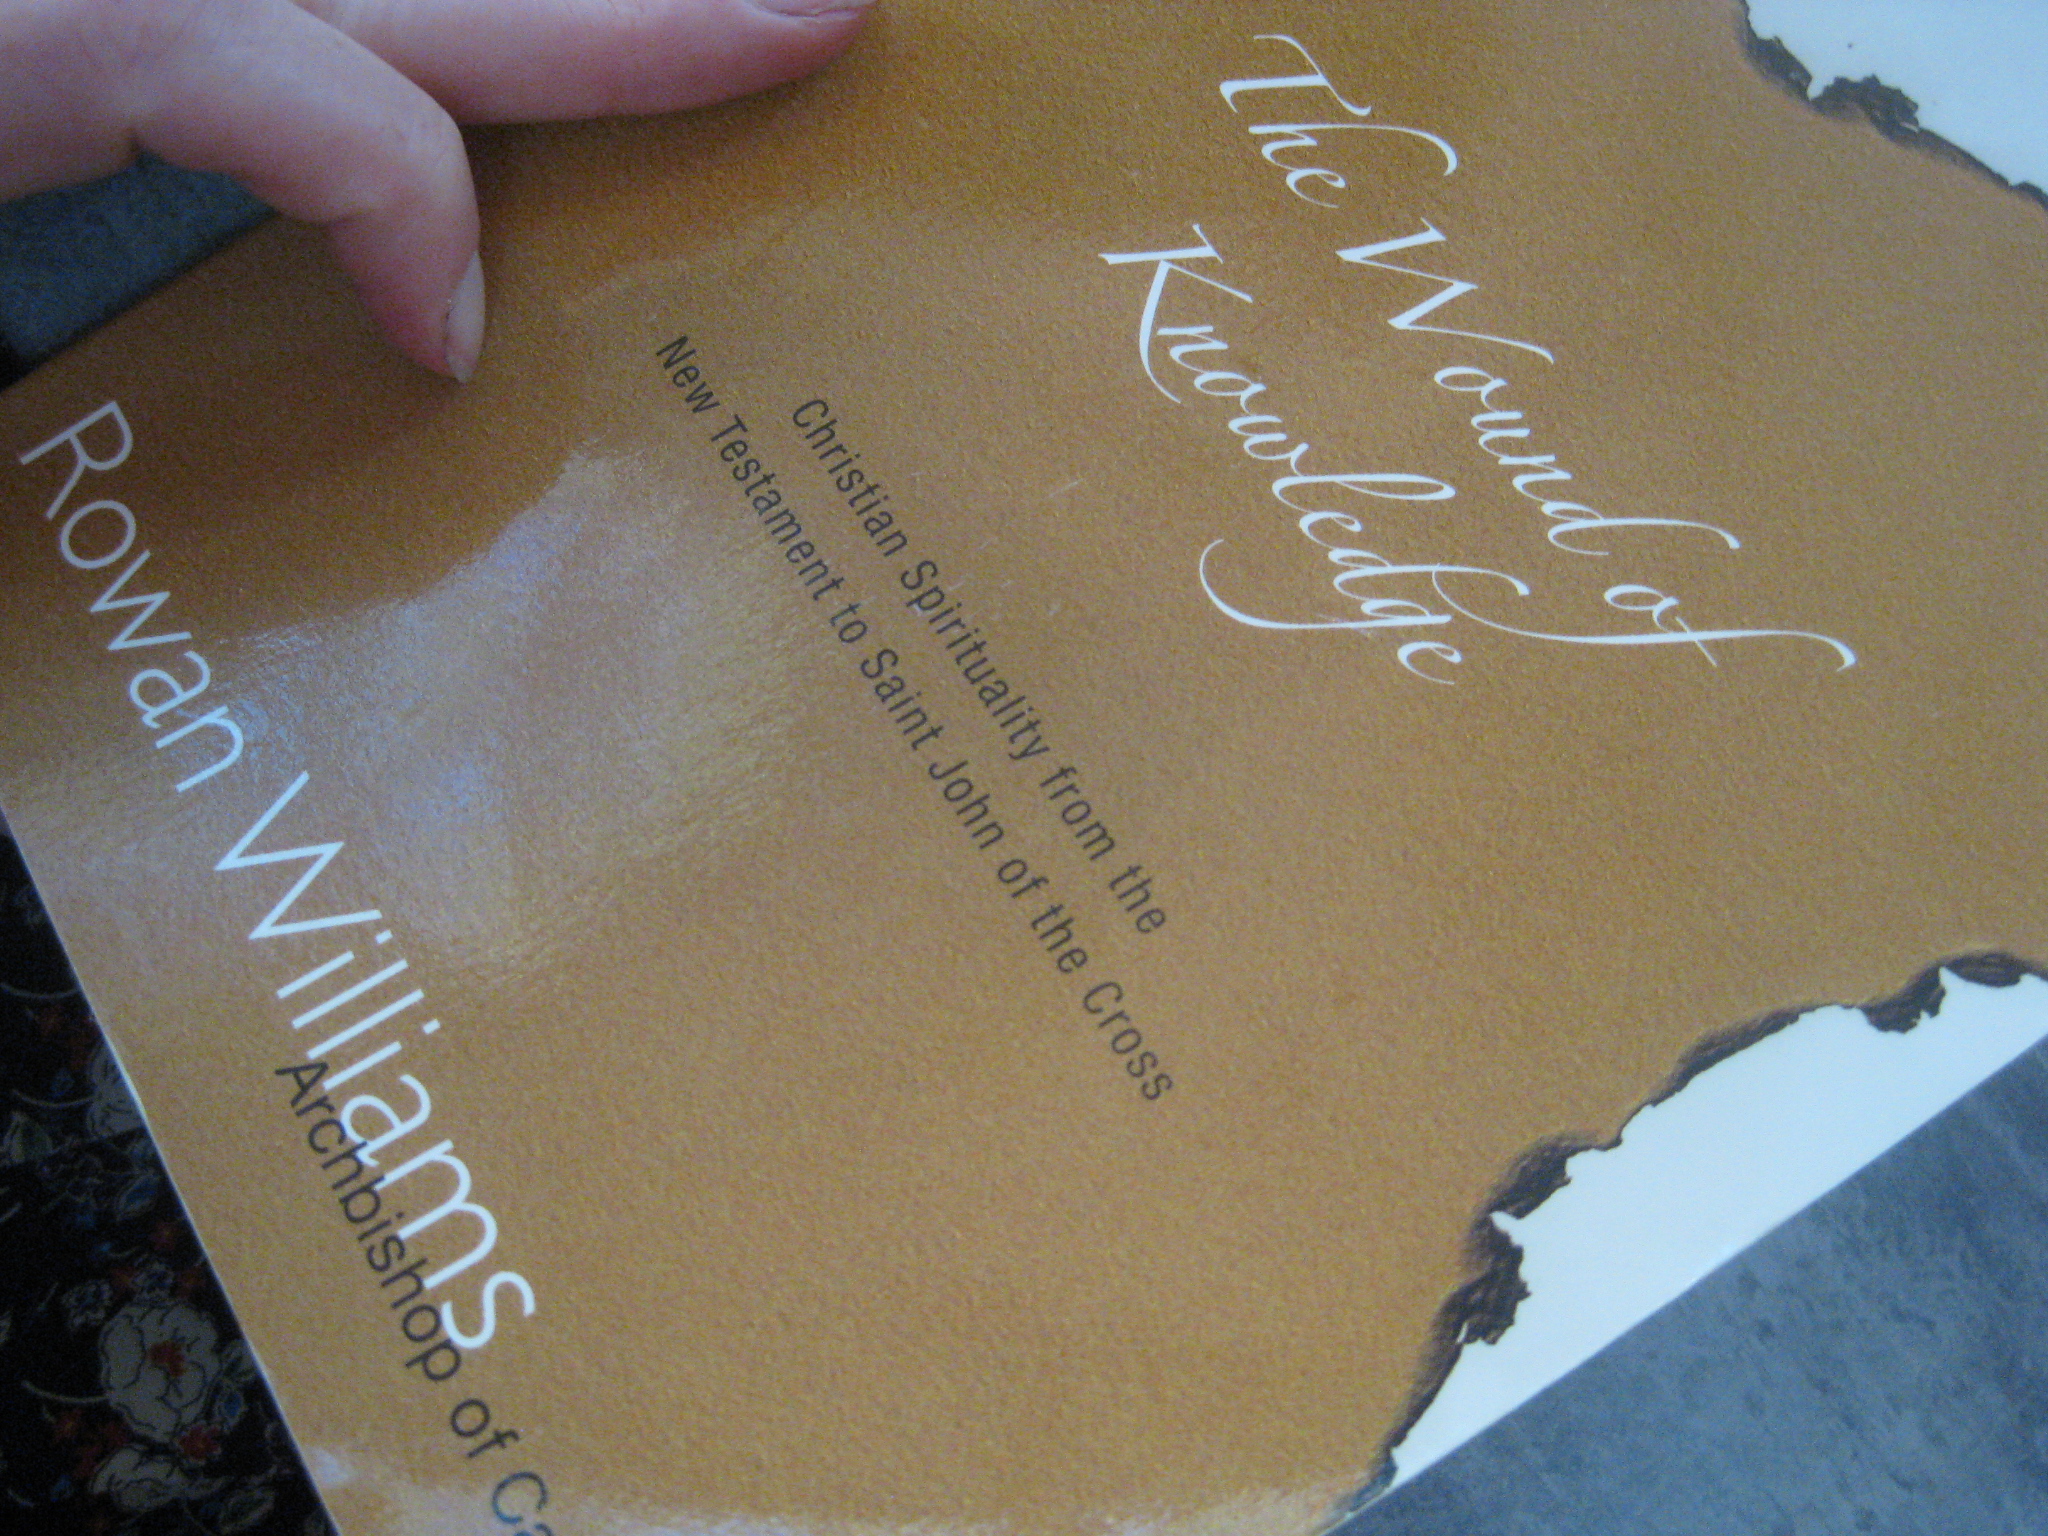 The Wound of
Knowledge
Christian Spirituality from the
New Testament to Saint John of the Cross
Rowan Williams
Archbishop of Ca